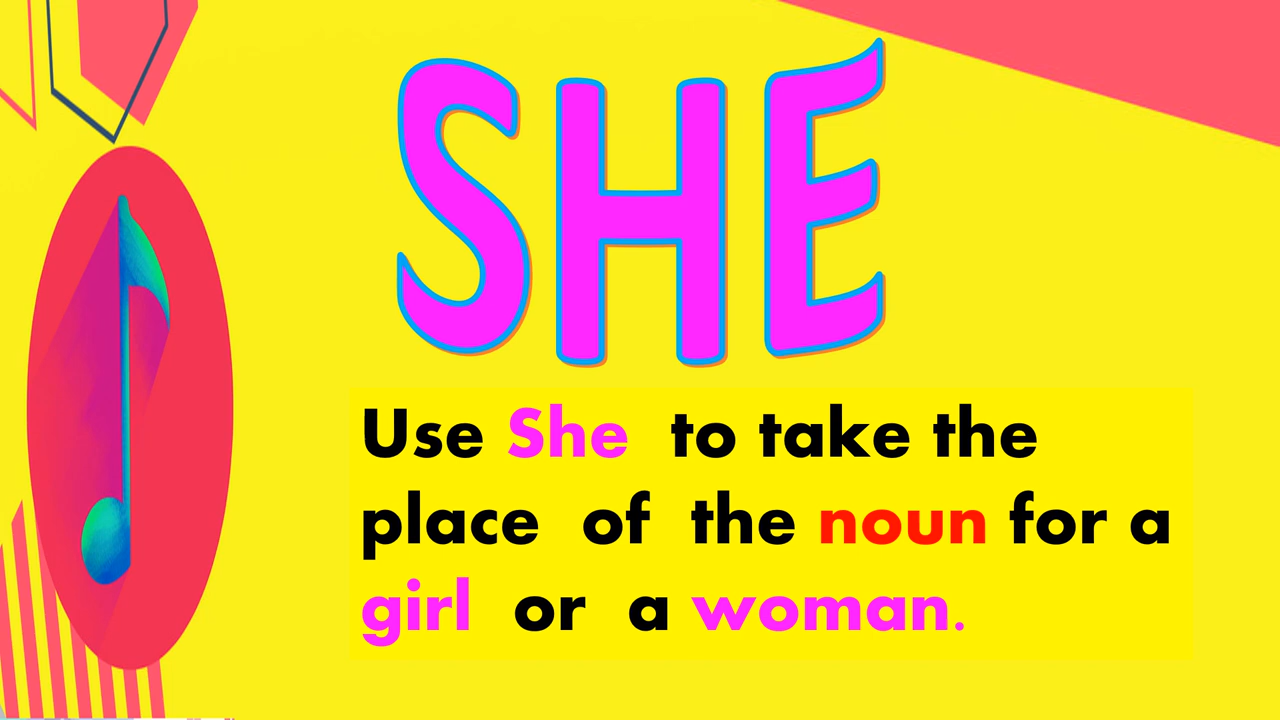 SHE
Use She to take the
place of the noun for a
girl or a woman.